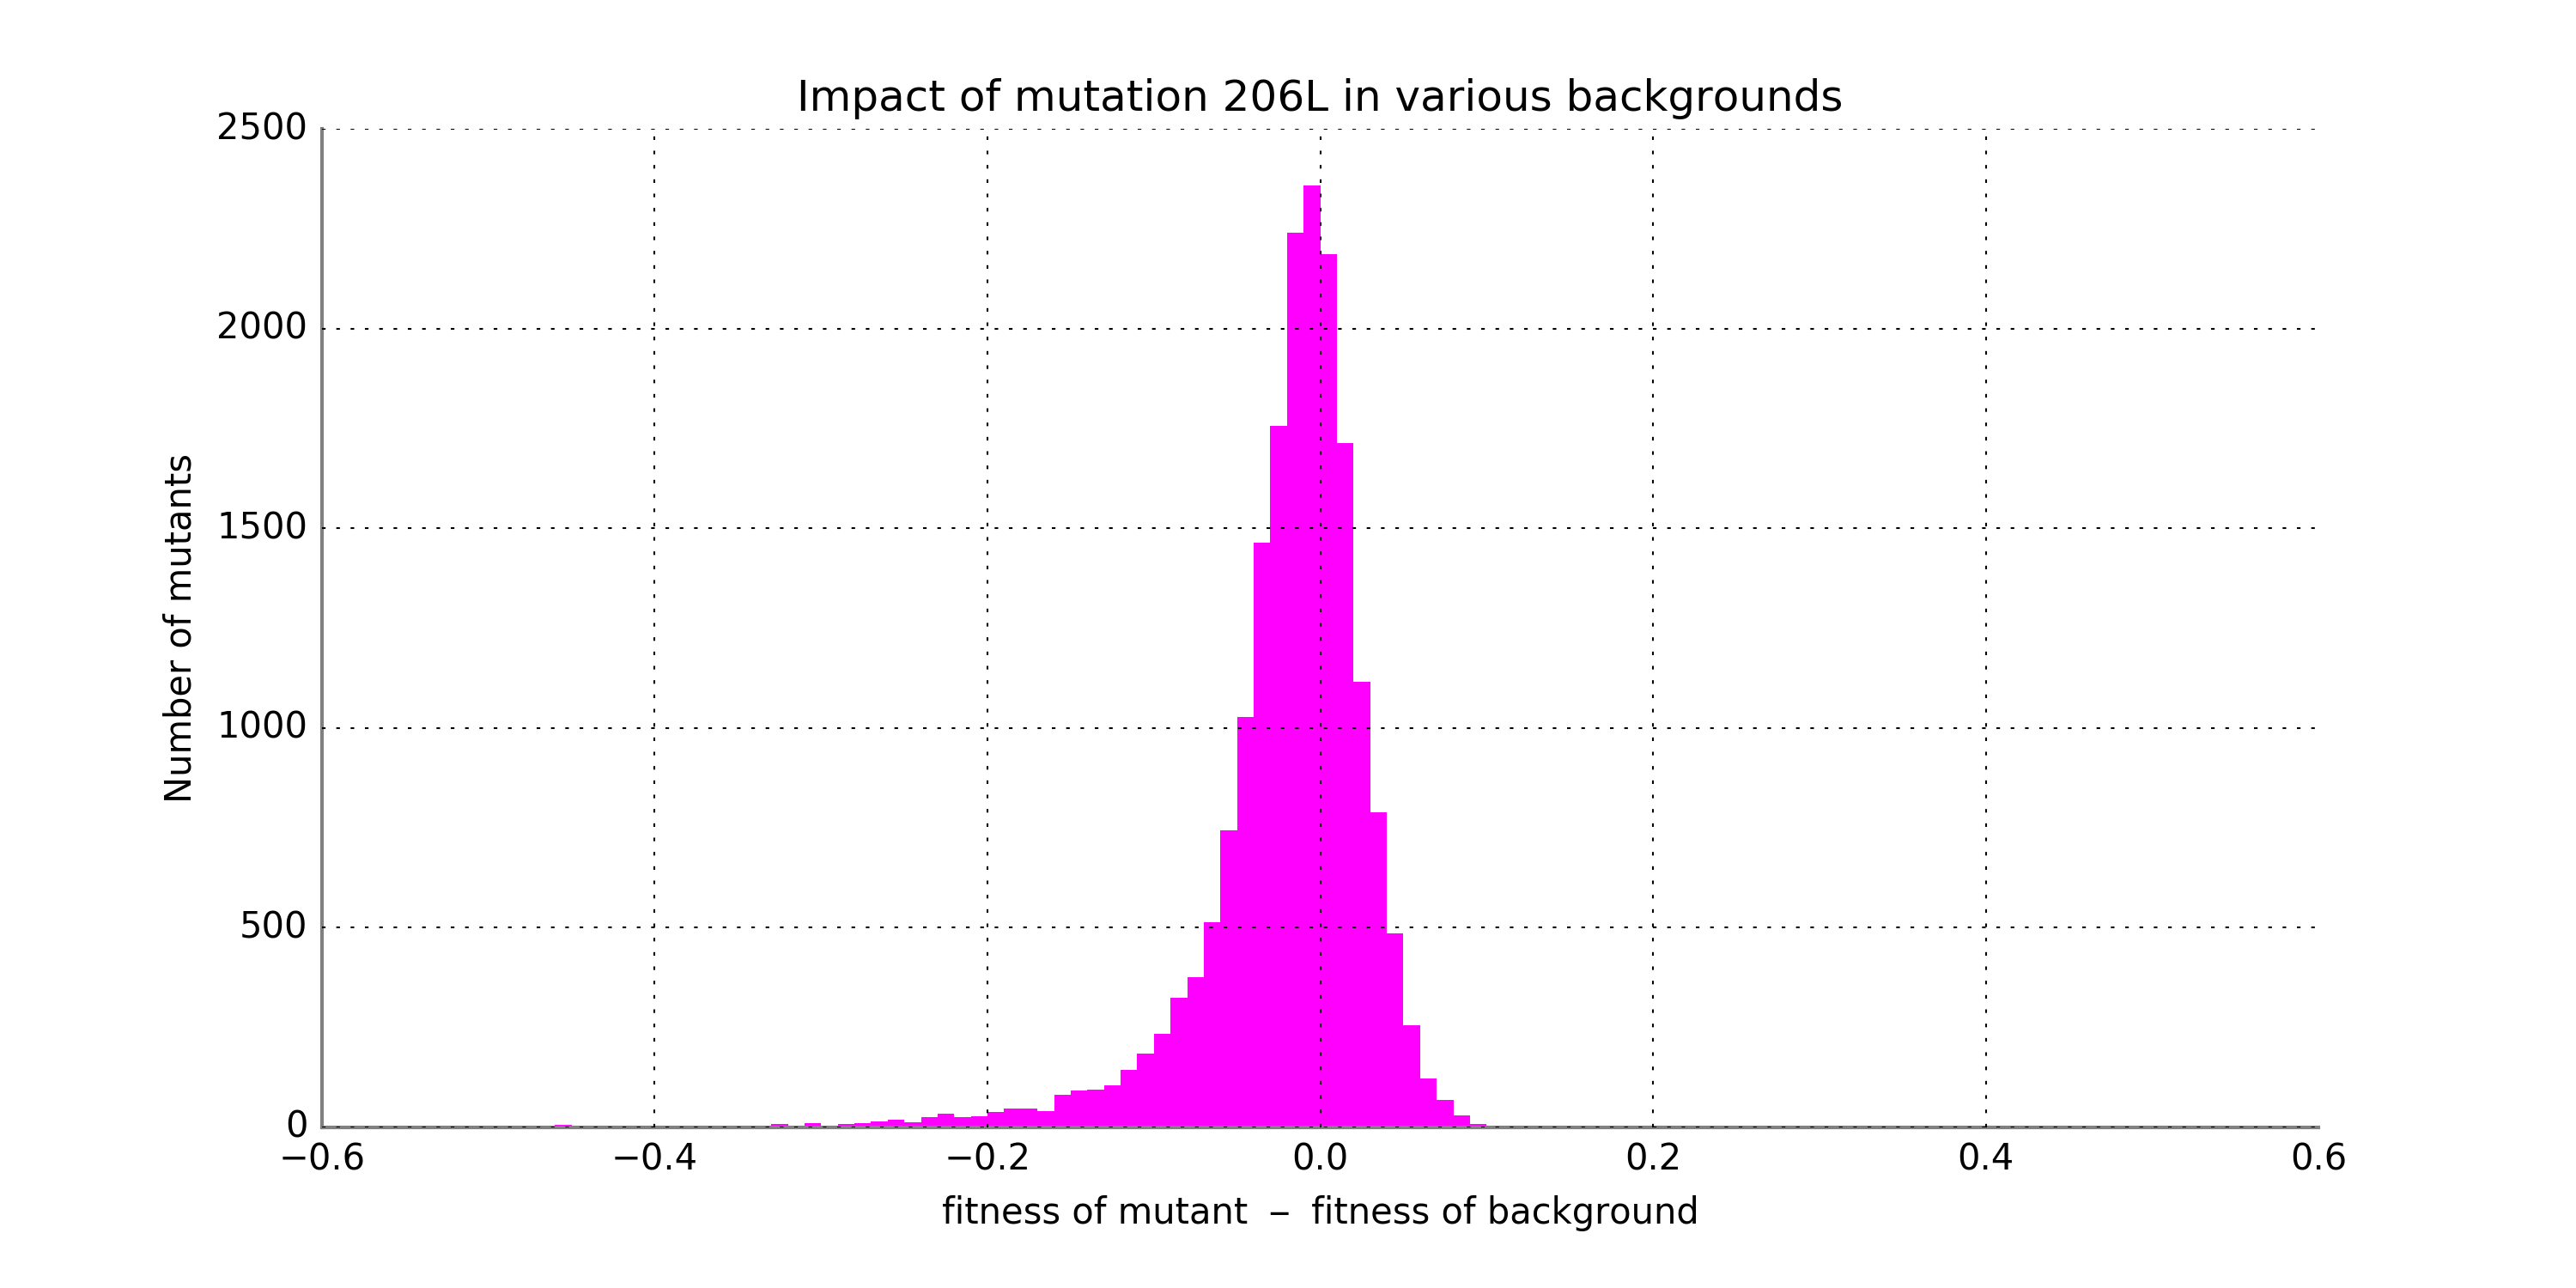 Impact of mutation 206L in various backgrounds
2500
2000
1500
1000
500
0
Number of mutants
−0.6 −0.4 −0.2 0.0 0.2 0.4 0.6
fitness of mutant − fitness of background